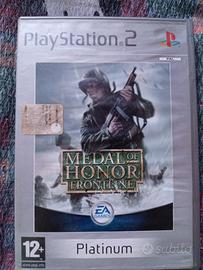 PlayStation 2
MEDAL OF
HONOR
FRONTLINE
EA
GAMES
12+
Platinum
subito